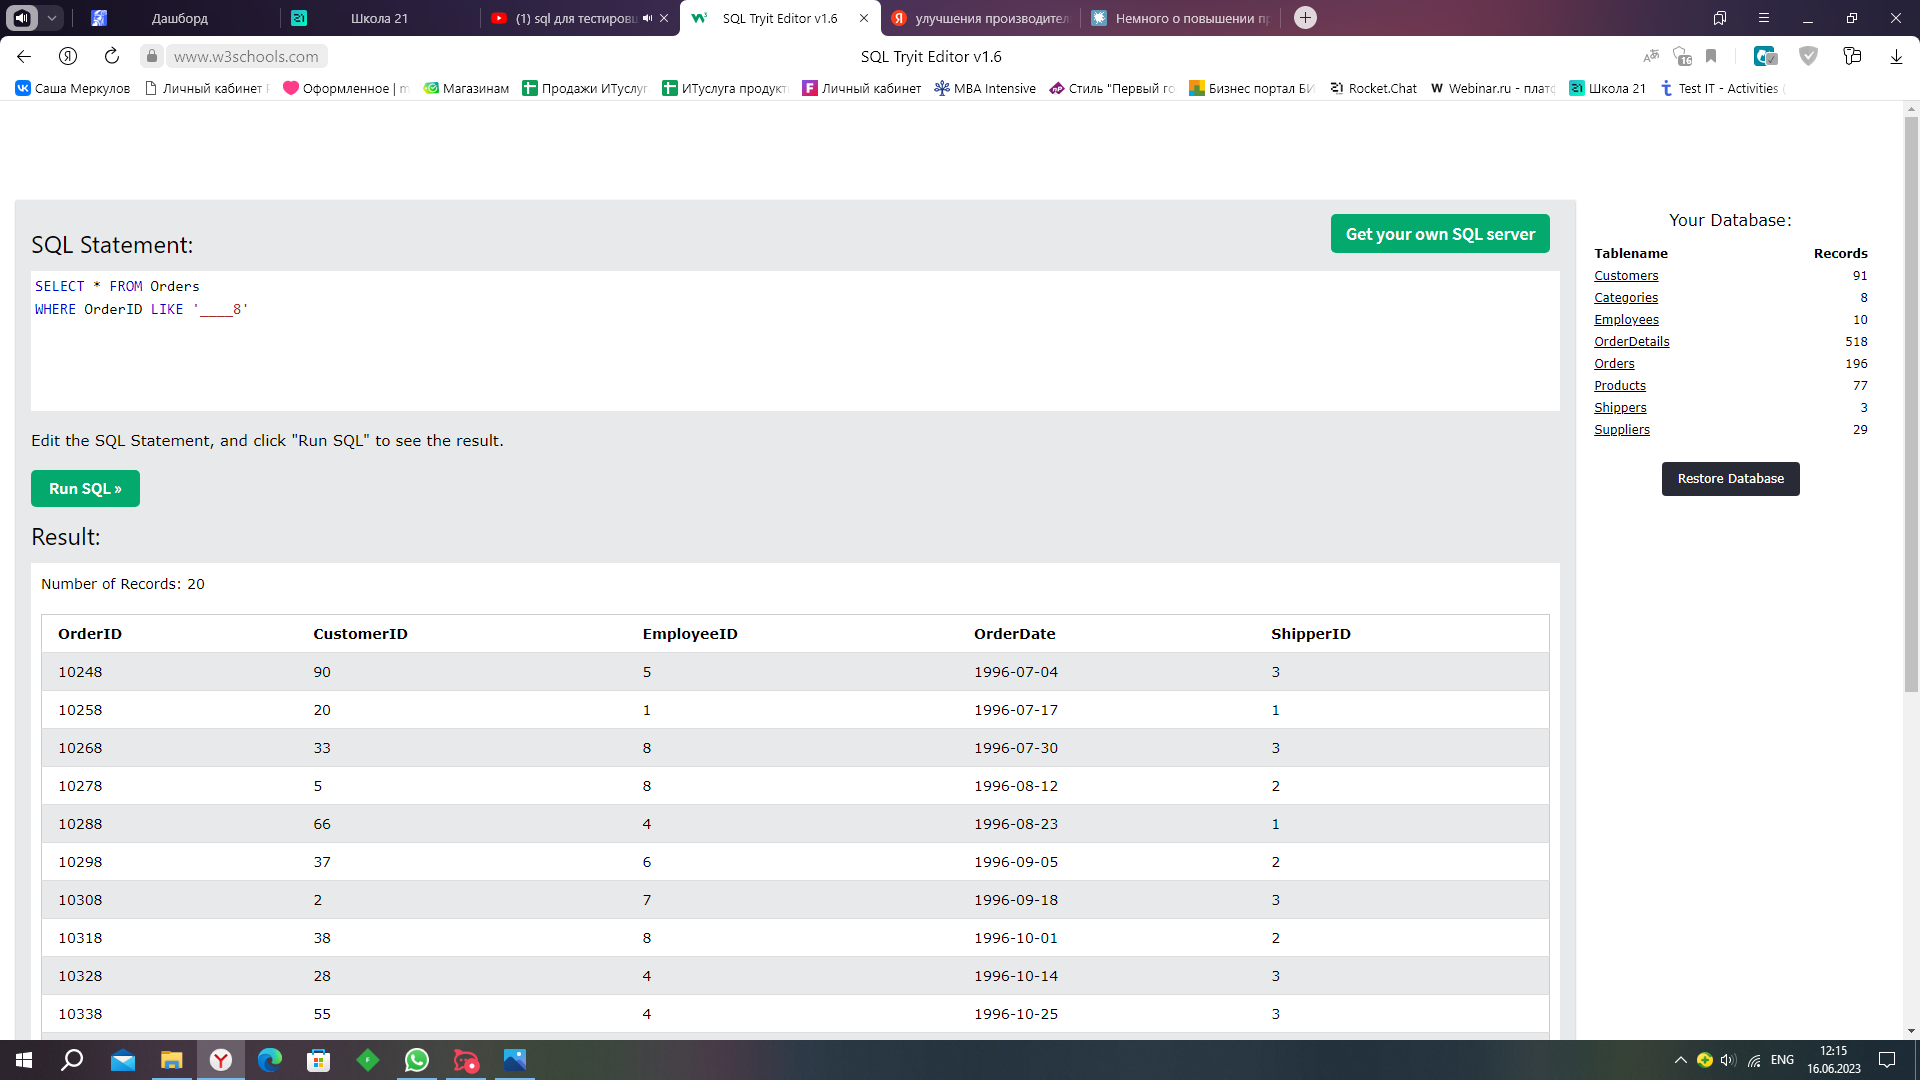 Дашборд
Школа 21
(1) sql для тестировщ
SQL Tryit Editor v1.6
улучшения производител
Немного о повышении пр
www.w3schools.com
SQL Tryit Editor v1.6
16
Саша Меркулов
Личный кабинет
Оформленное | m
Магазинам
Продажи ИТуслуг
ИТуслуга продукт
Личный кабинет
MBA Intensive
Стиль "Первый го
Бизнес портал БИ
Rocket.Chat
Webinar.ru - плат
Школа 21
Test IT - Activities
SQL Statement:
Get your own SQL server
SELECT * FROM Orders
WHERE OrderID LIKE '____8'
Edit the SQL Statement, and click "Run SQL" to see the result.
Run SQL »
Result:
Number of Records: 20
OrderID CustomerID EmployeeID OrderDate ShipperID
10248 90 5 1996-07-04 3
10258 20 1 1996-07-17 1
10268 33 8 1996-07-30 3
10278 5 8 1996-08-12 2
10288 66 4 1996-08-23 1
10298 37 6 1996-09-05 2
10308 2 7 1996-09-18 3
10318 38 8 1996-10-01 2
10328 28 4 1996-10-14 3
10338 55 4 1996-10-25 3
Your Database:
Tablename Records
Customers 91
Categories 8
Employees 10
OrderDetails 518
Orders 196
Products 77
Shippers 3
Suppliers 29
Restore Database
ENG
12:15
16.06.2023